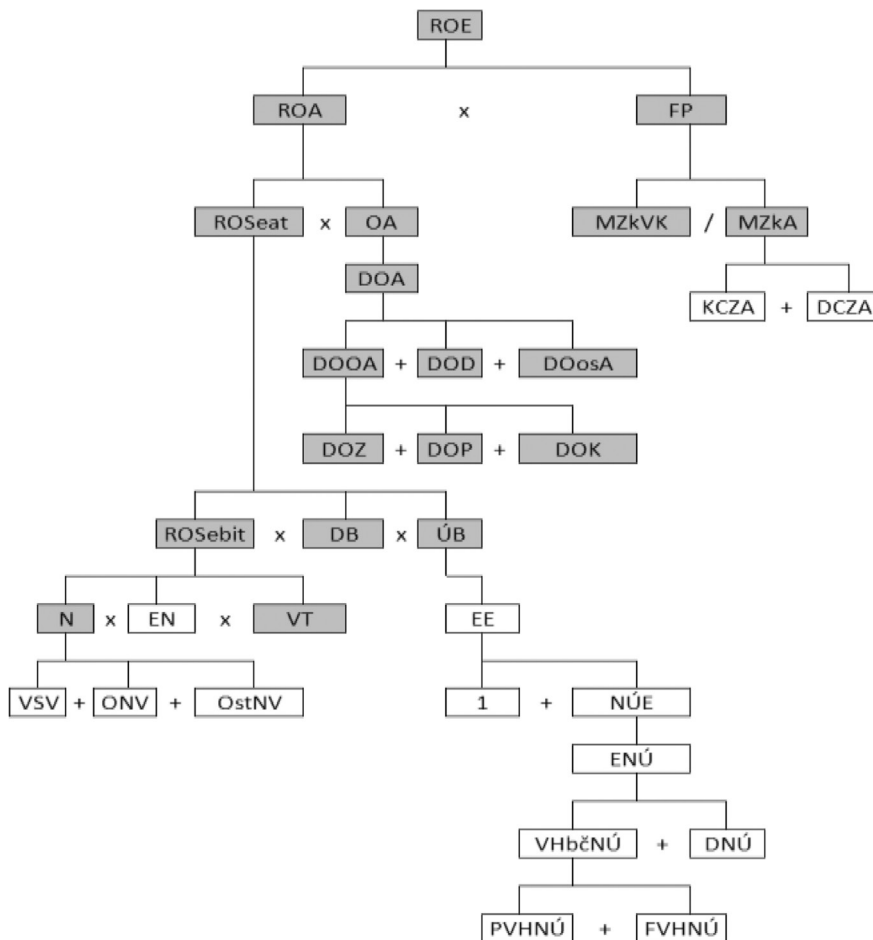 ROE
ROA x FP
ROSeat x OA MZkVK / MZkA
DOA KCZA + DCZA
DOOA + DOD + DOosA
DOZ + DOP + DOK
ROSebit x DB x ÚB
N x EN x VT EE
VSV + ONV + OstNV 1 + NÚE
ENÚ
VHbčNÚ + DNÚ
PVHNÚ + FVHNÚ